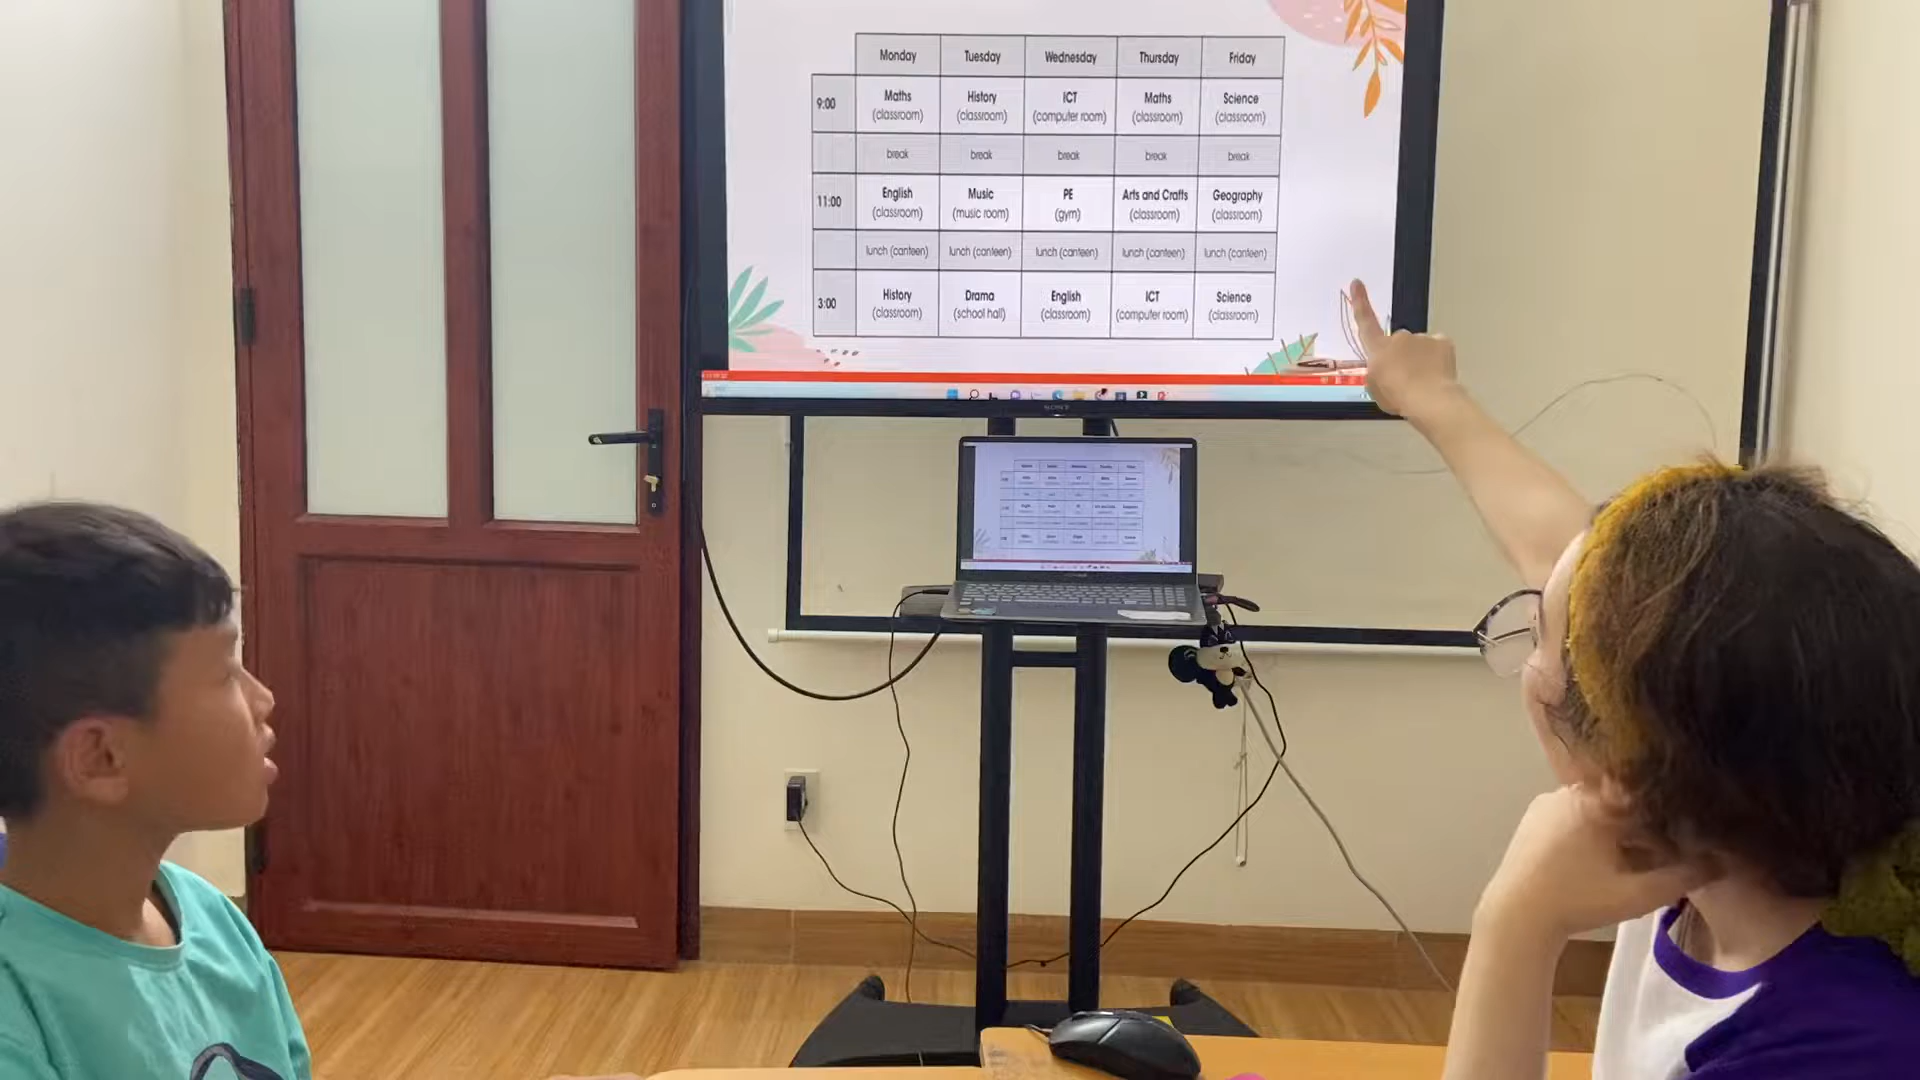 Monday Tuesday Wednesday Thursday Friday
9:00 Maths History ICT Maths Science
(classroom) (classroom) (computer room) (classroom) (classroom)
break break break break break
11:00 English Music PE Arts and Crafts Geography
(classroom) (music room) (gym) (classroom) (classroom)
lunch (canteen) lunch (canteen) lunch (canteen) lunch (canteen) lunch (canteen)
3:00 History Drama English ICT Science
(classroom) (school hall) (classroom) (computer room) (classroom)
SONY